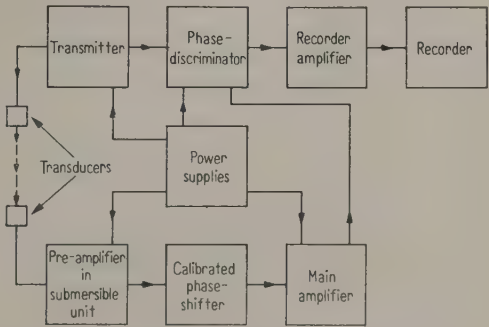 Transmitter
Phase-
discriminator
Recorder
amplifier
Recorder
Transducers
Power
supplies
Pre-amplifier
in
submersible
unit
Calibrated
phase-
shifter
Main
amplifier